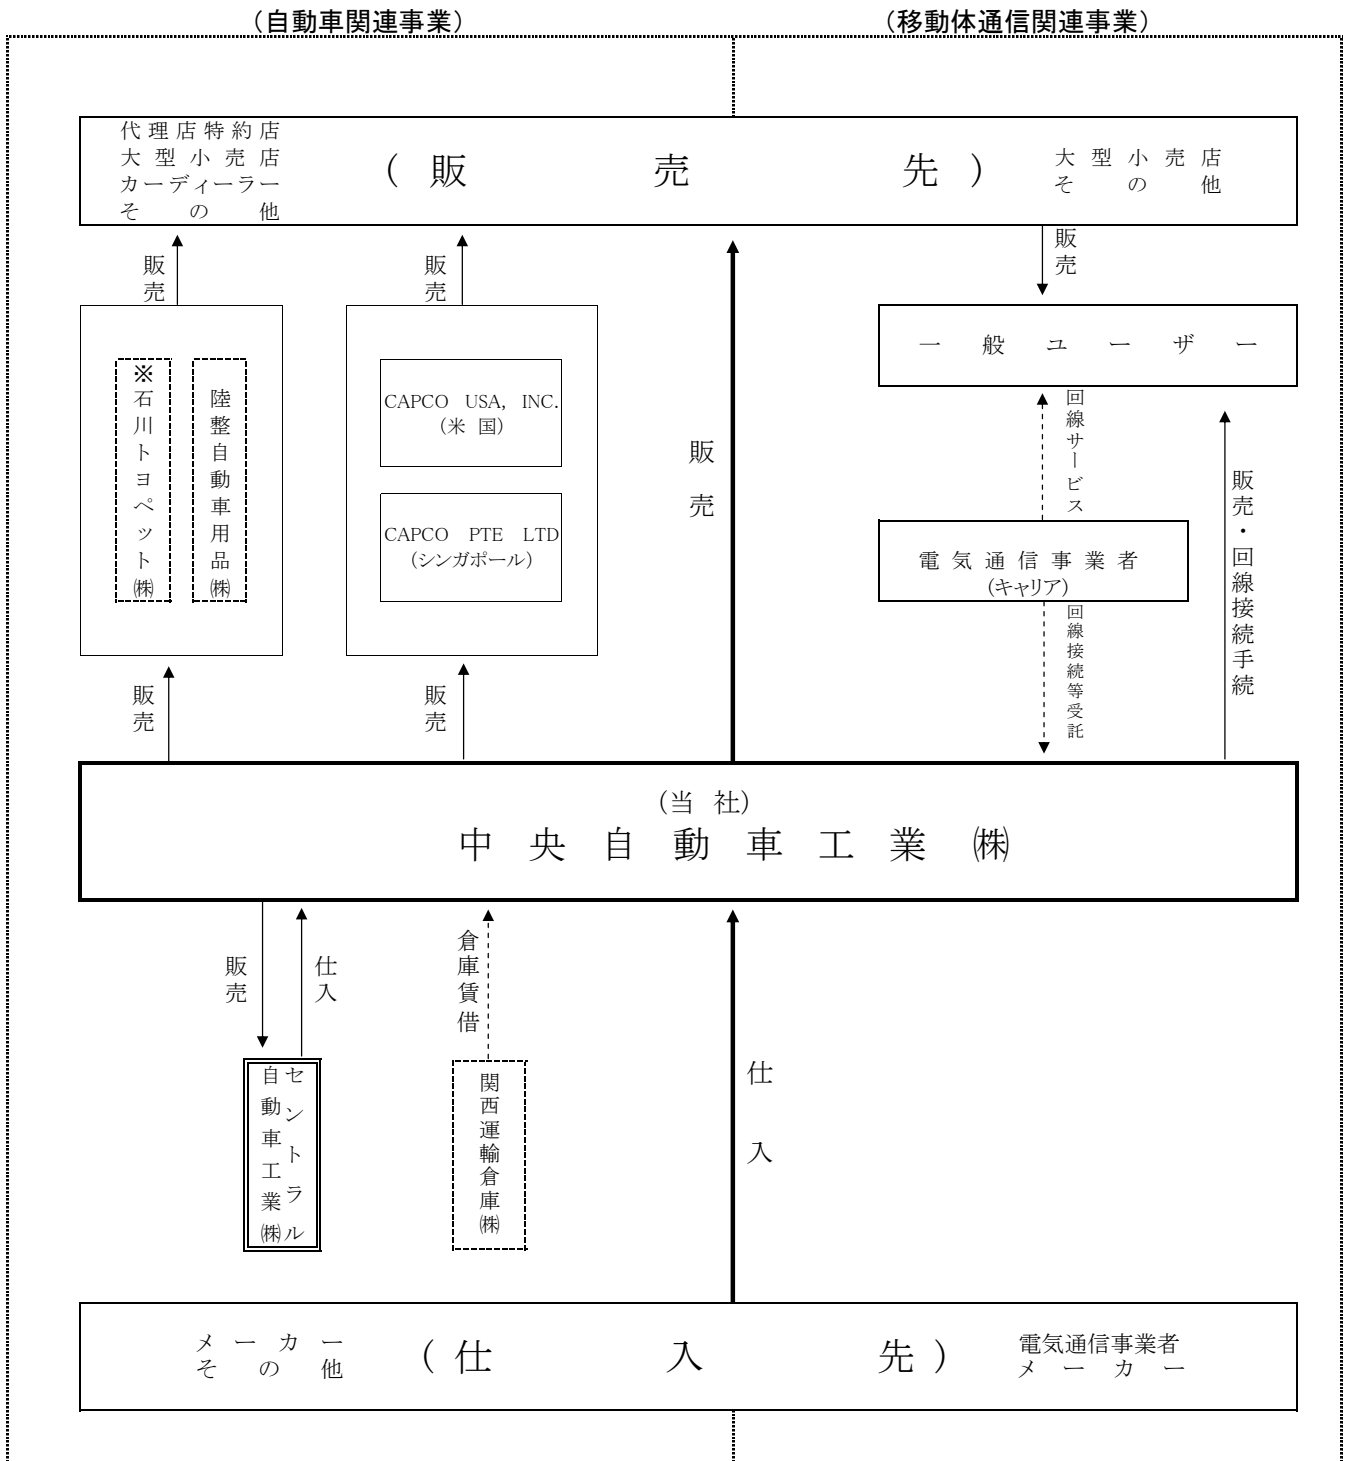 （自動車関連事業）
（移動体通信関連事業）
代理店特約店
大型小売店
カーディーラー
その他
（販売先）
大型小売店
その他
販売
販売
販売
※石川トヨペット㈱
陸整自動車用品㈱
CAPCO USA, INC.
（米国）
CAPCO PTE LTD
（シンガポール）
販売
一般ユーザー
回線サービス
電気通信事業者
（キャリア）
回線接続等受託
販売・回線接続手続
販売
販売
（当社）
中央自動車工業㈱
販売
仕入
倉庫賃借
セントラル
自動車工業㈱
関西運輸倉庫㈱
仕入
メーカー
その他
（仕入先）
電気通信事業者
メーカー